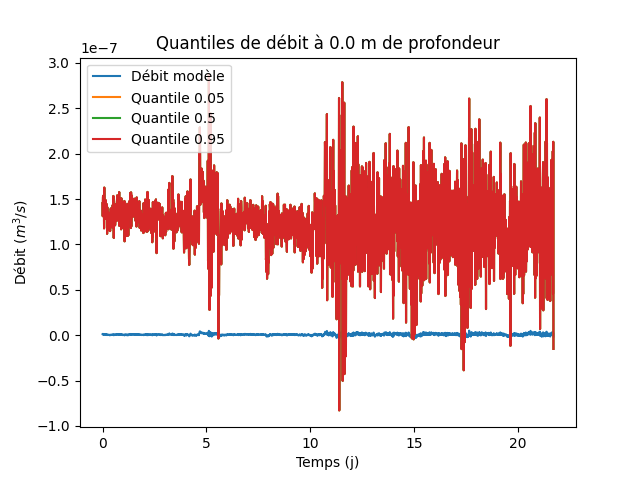 Quantiles de débit à 0.0 m de profondeur
1e−7
Débit modèle
Quantile 0.05
Quantile 0.5
Quantile 0.95
3.0
2.5
2.0
1.5
1.0
0.5
0.0
−0.5
−1.0
Débit (m³/s)
0 5 10 15 20
Temps (j)